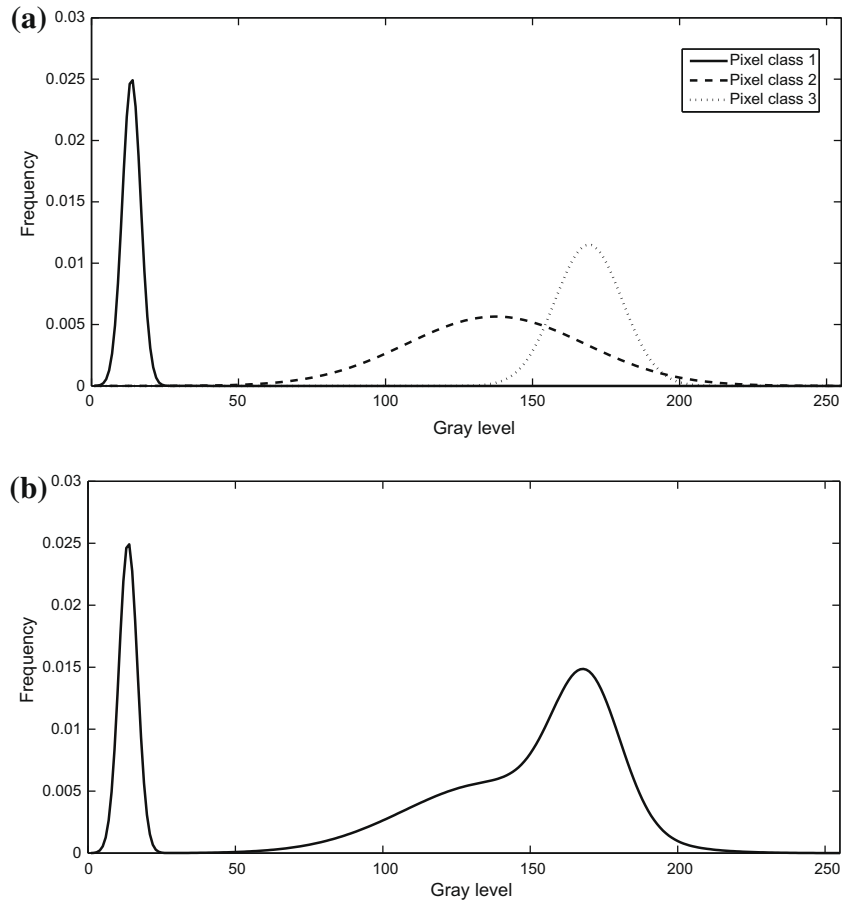 (a)
0.03
0.025
0.02
0.015
0.01
0.005
0
Frequency
Pixel class 1
Pixel class 2
Pixel class 3
0 50 100 150 200 250
Gray level
(b)
0.03
0.025
0.02
0.015
0.01
0.005
0
Frequency
0 50 100 150 200 250
Gray level